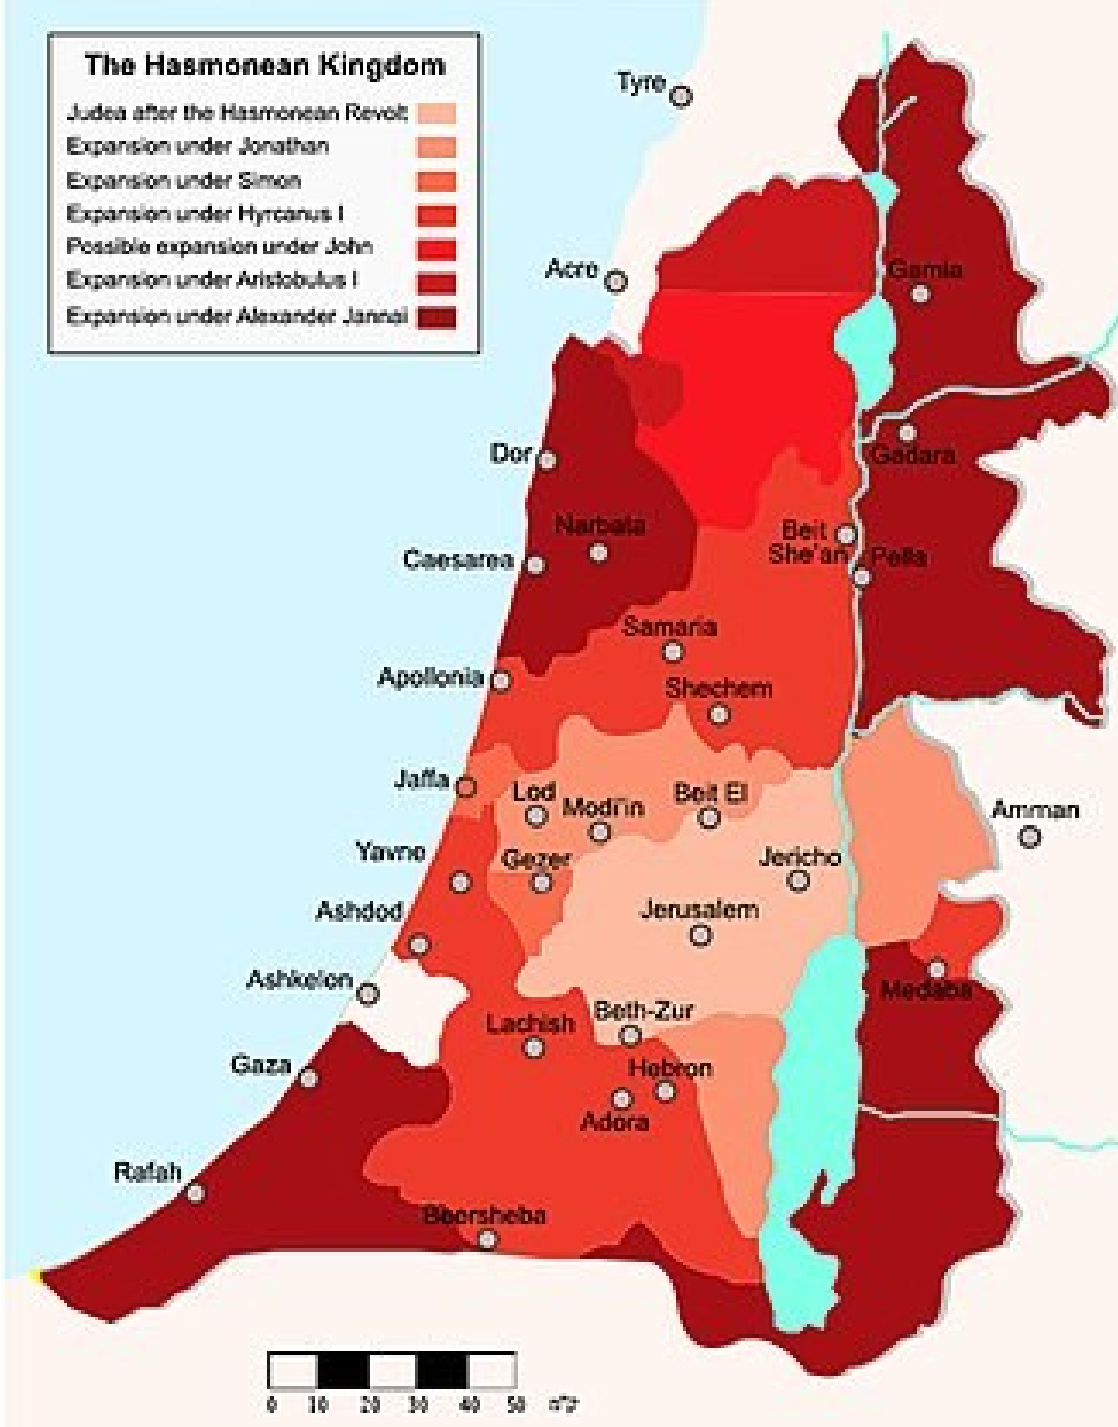 The Hasmonean Kingdom
Judea after the Hasmonean Revolt
Expansion under Jonathan
Expansion under Simon
Expansion under Hyrcanus I
Possible expansion under John
Expansion under Aristobulus I
Expansion under Alexander Jannai
Tyre
Acre
Gamla
Dor
Gadara
Narbata
Beit
She'an
Pella
Caesarea
Samaria
Apollonia
Shechem
Jaffa
Lod
Modi'in
Beit El
Amman
Yavne
Gezer
Jericho
Ashdod
Jerusalem
Ashkelon
Medaba
Lachish
Beth-Zur
Gaza
Hebron
Adora
Rafah
Beersheba
0 10 20 30 40 50 ק"מ